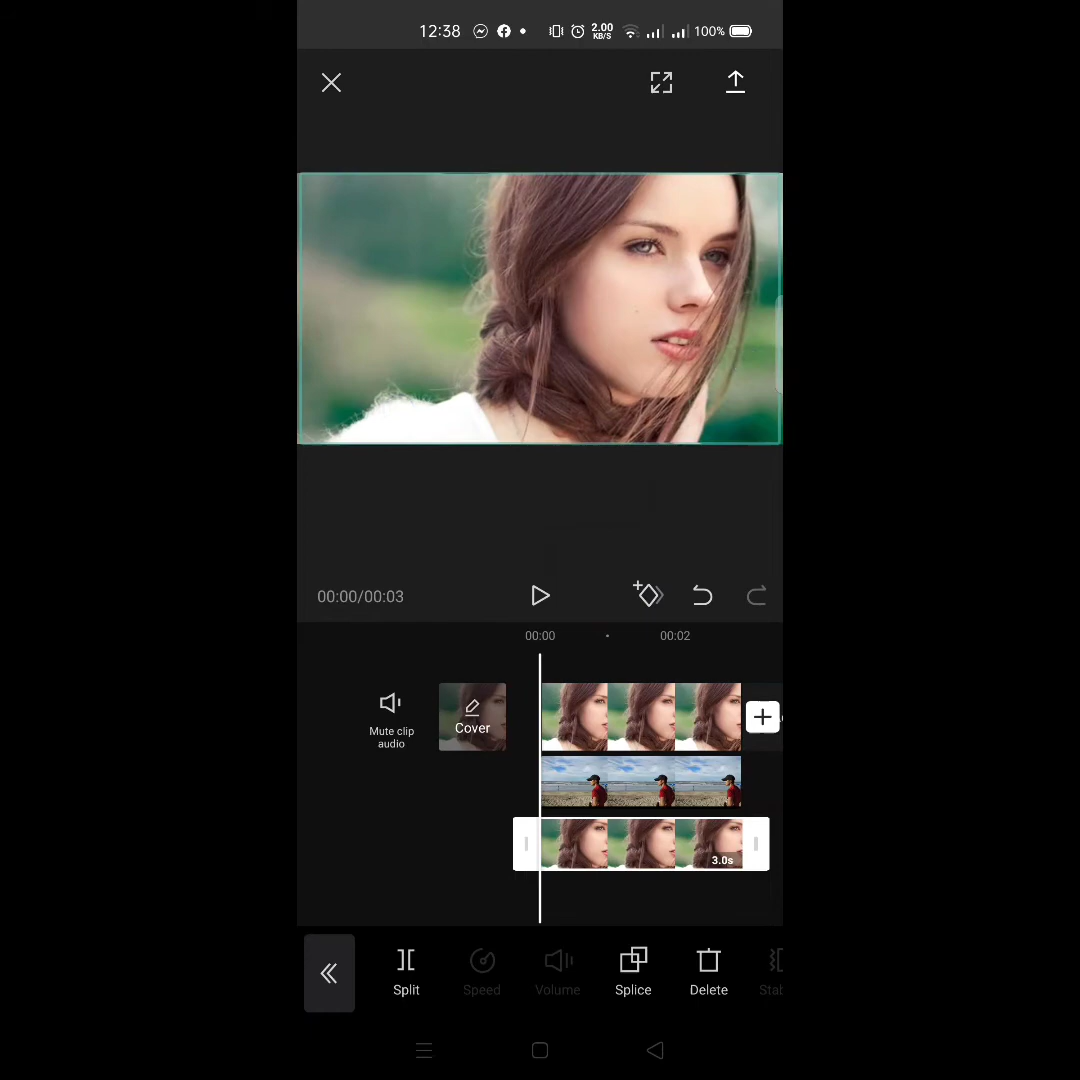 12:38 2.00 KB/S 100%
00:00/00:03
00:00 00:02
Mute clip audio
Cover
3.0s
Split Speed Volume Splice Delete Stab